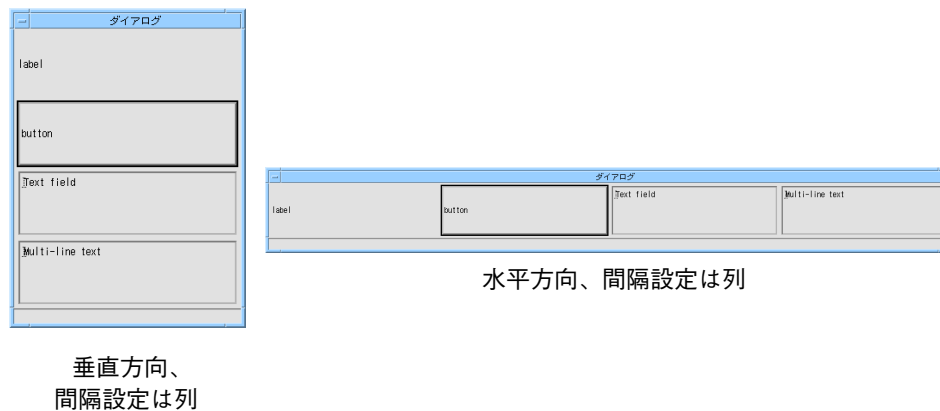 ダイアログ
label
button
Text field
Multi-line text
垂直方向、
間隔設定は列
ダイアログ
label
button
Text field
Multi-line text
水平方向、間隔設定は列